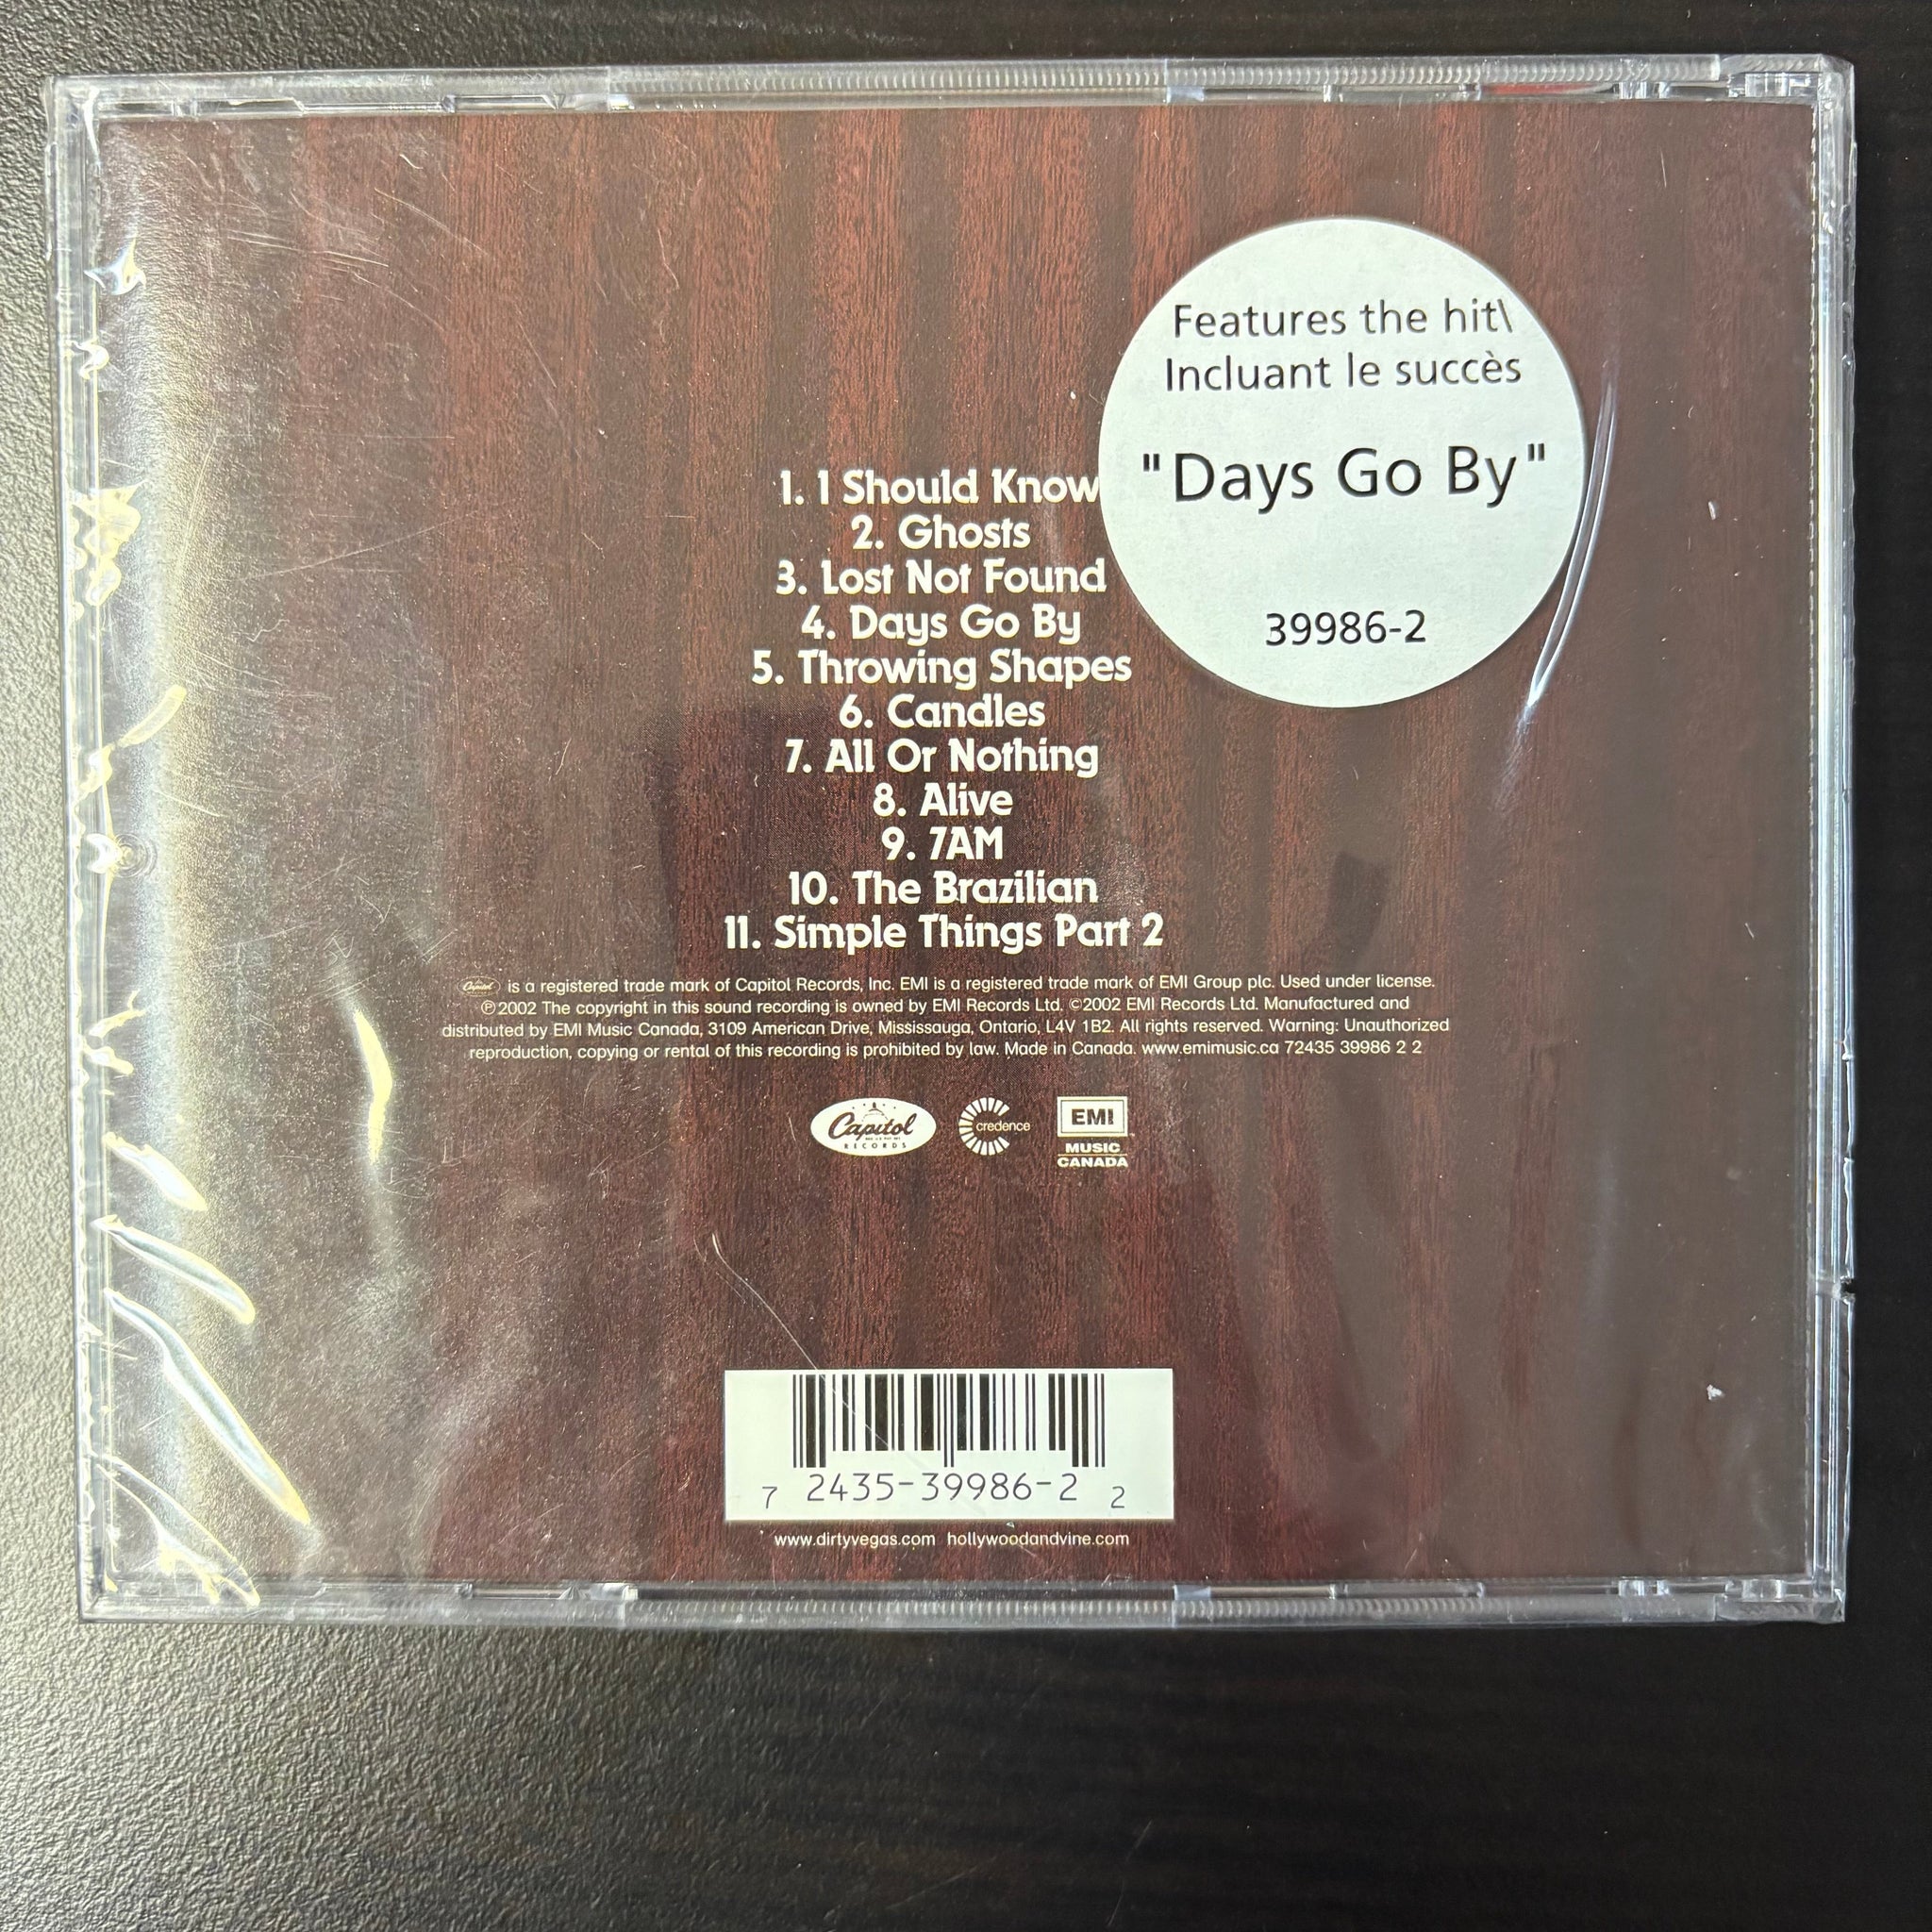 Features the hit\
Incluant le succès
"Days Go By"
39986-2
1. I Should Know
2. Ghosts
3. Lost Not Found
4. Days Go By
5. Throwing Shapes
6. Candles
7. All Or Nothing
8. Alive
9. 7AM
10. The Brazilian
11. Simple Things Part 2
Capitol is a registered trade mark of Capitol Records, Inc. EMI is a registered trade mark of EMI Group plc. Used under license.
℗2002 The copyright in this sound recording is owned by EMI Records Ltd. ©2002 EMI Records Ltd. Manufactured and
distributed by EMI Music Canada, 3109 American Drive, Mississauga, Ontario, L4V 1B2. All rights reserved. Warning: Unauthorized
reproduction, copying or rental of this recording is prohibited by law. Made in Canada. www.emimusic.ca 72435 39986 2 2
Capitol
RECORDS
credence
EMI
MUSIC
CANADA
7 2435-39986-2 2
www.dirtyvegas.com hollywoodandvine.com